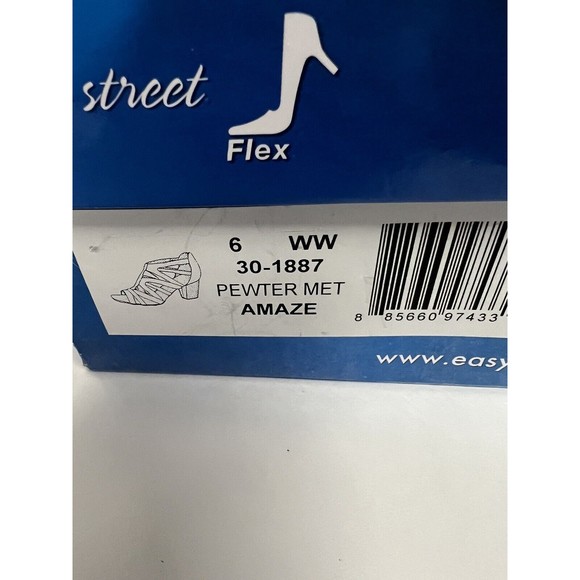 street
Flex
6 WW
30-1887
PEWTER MET
AMAZE
8 85660 97433
www.easy